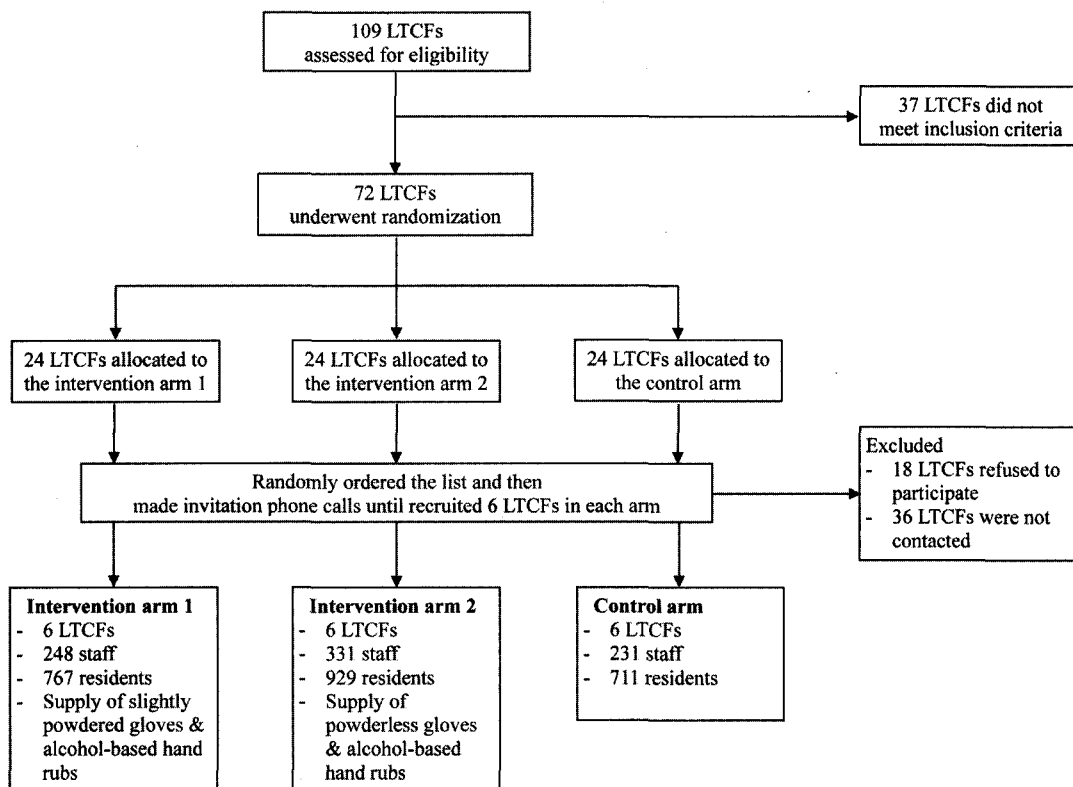 109 LTCFs
assessed for eligibility
37 LTCFs did not
meet inclusion criteria
72 LTCFs
underwent randomization
24 LTCFs allocated to
the intervention arm 1
24 LTCFs allocated to
the intervention arm 2
24 LTCFs allocated to
the control arm
Randomly ordered the list and then
made invitation phone calls until recruited 6 LTCFs in each arm
Excluded
- 18 LTCFs refused to
participate
- 36 LTCFs were not
contacted
Intervention arm 1
- 6 LTCFs
- 248 staff
- 767 residents
- Supply of slightly
powdered gloves &
alcohol-based hand
rubs
Intervention arm 2
- 6 LTCFs
- 331 staff
- 929 residents
- Supply of
powderless gloves
& alcohol-based
hand rubs
Control arm
- 6 LTCFs
- 231 staff
- 711 residents